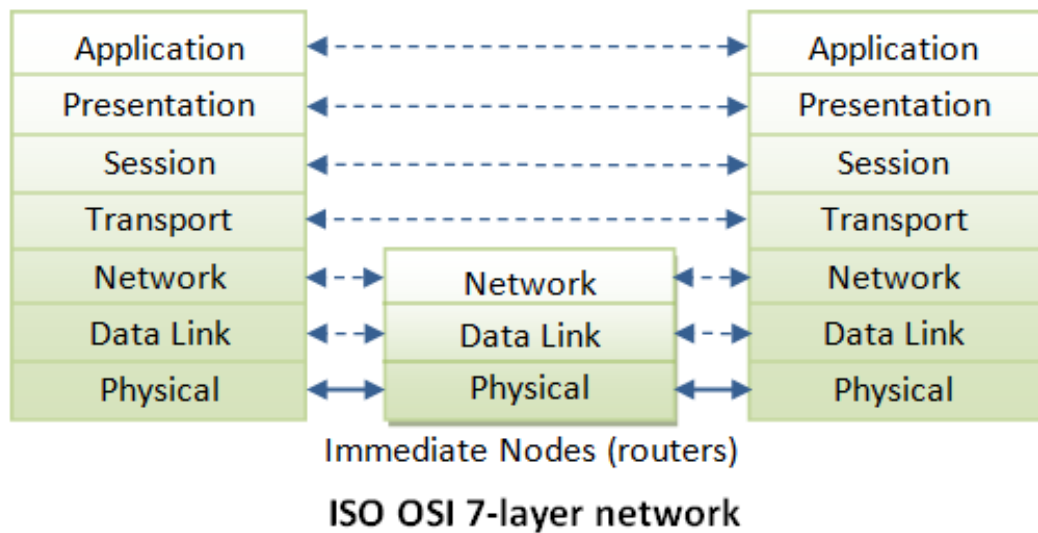 Application
Presentation
Session
Transport
Network
Data Link
Physical
Network
Data Link
Physical
Application
Presentation
Session
Transport
Network
Data Link
Physical
Immediate Nodes (routers)
ISO OSI 7-layer network